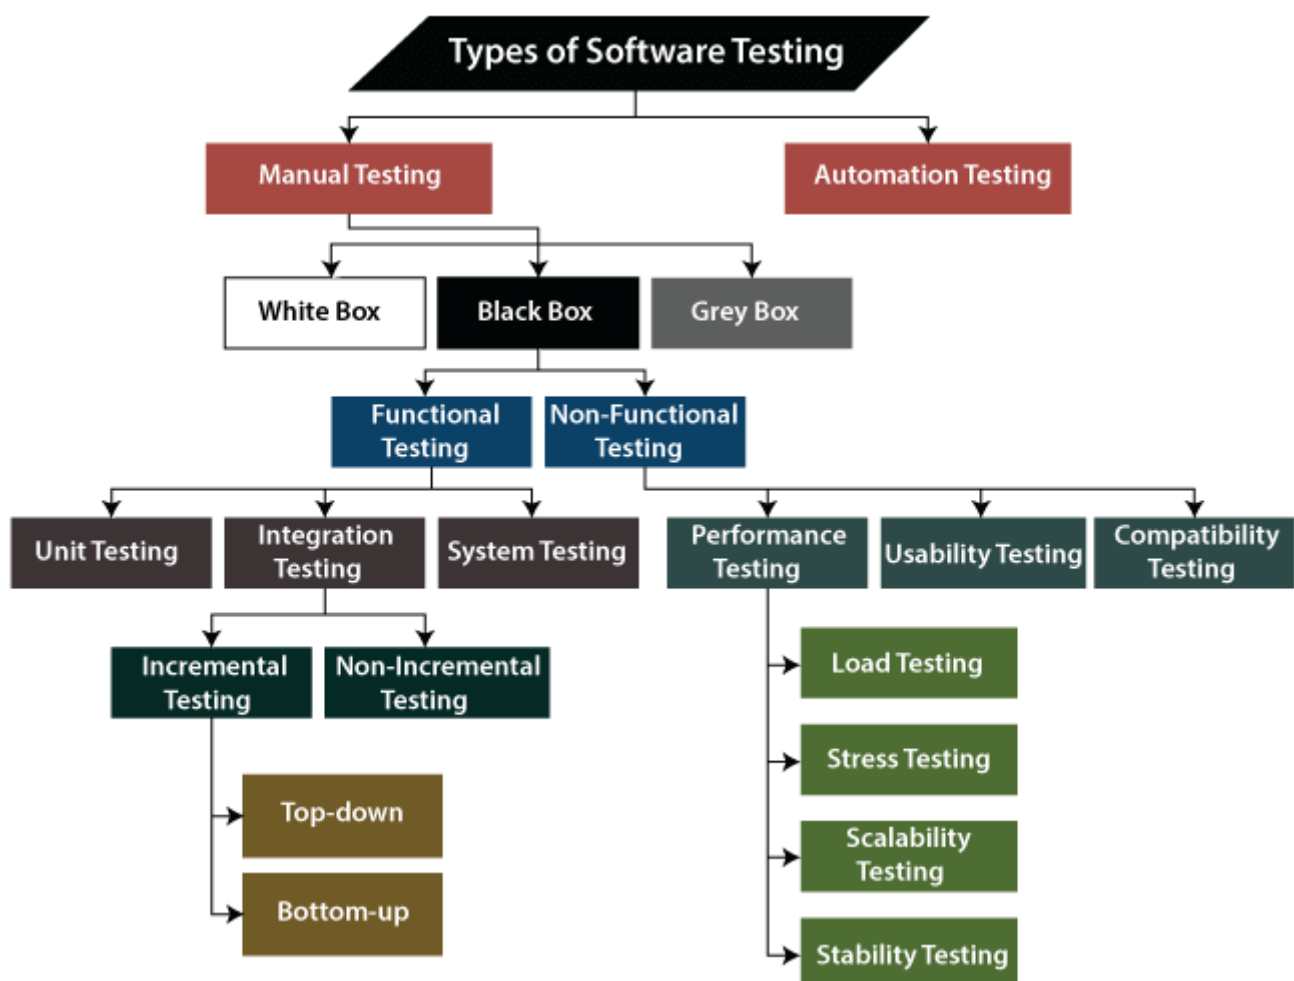 Types of Software Testing
Manual Testing
Automation Testing
White Box
Black Box
Grey Box
Functional
Testing
Non-Functional
Testing
Unit Testing
Integration
Testing
System Testing
Performance
Testing
Usability Testing
Compatibility
Testing
Incremental
Testing
Non-Incremental
Testing
Load Testing
Stress Testing
Scalability
Testing
Stability Testing
Top-down
Bottom-up